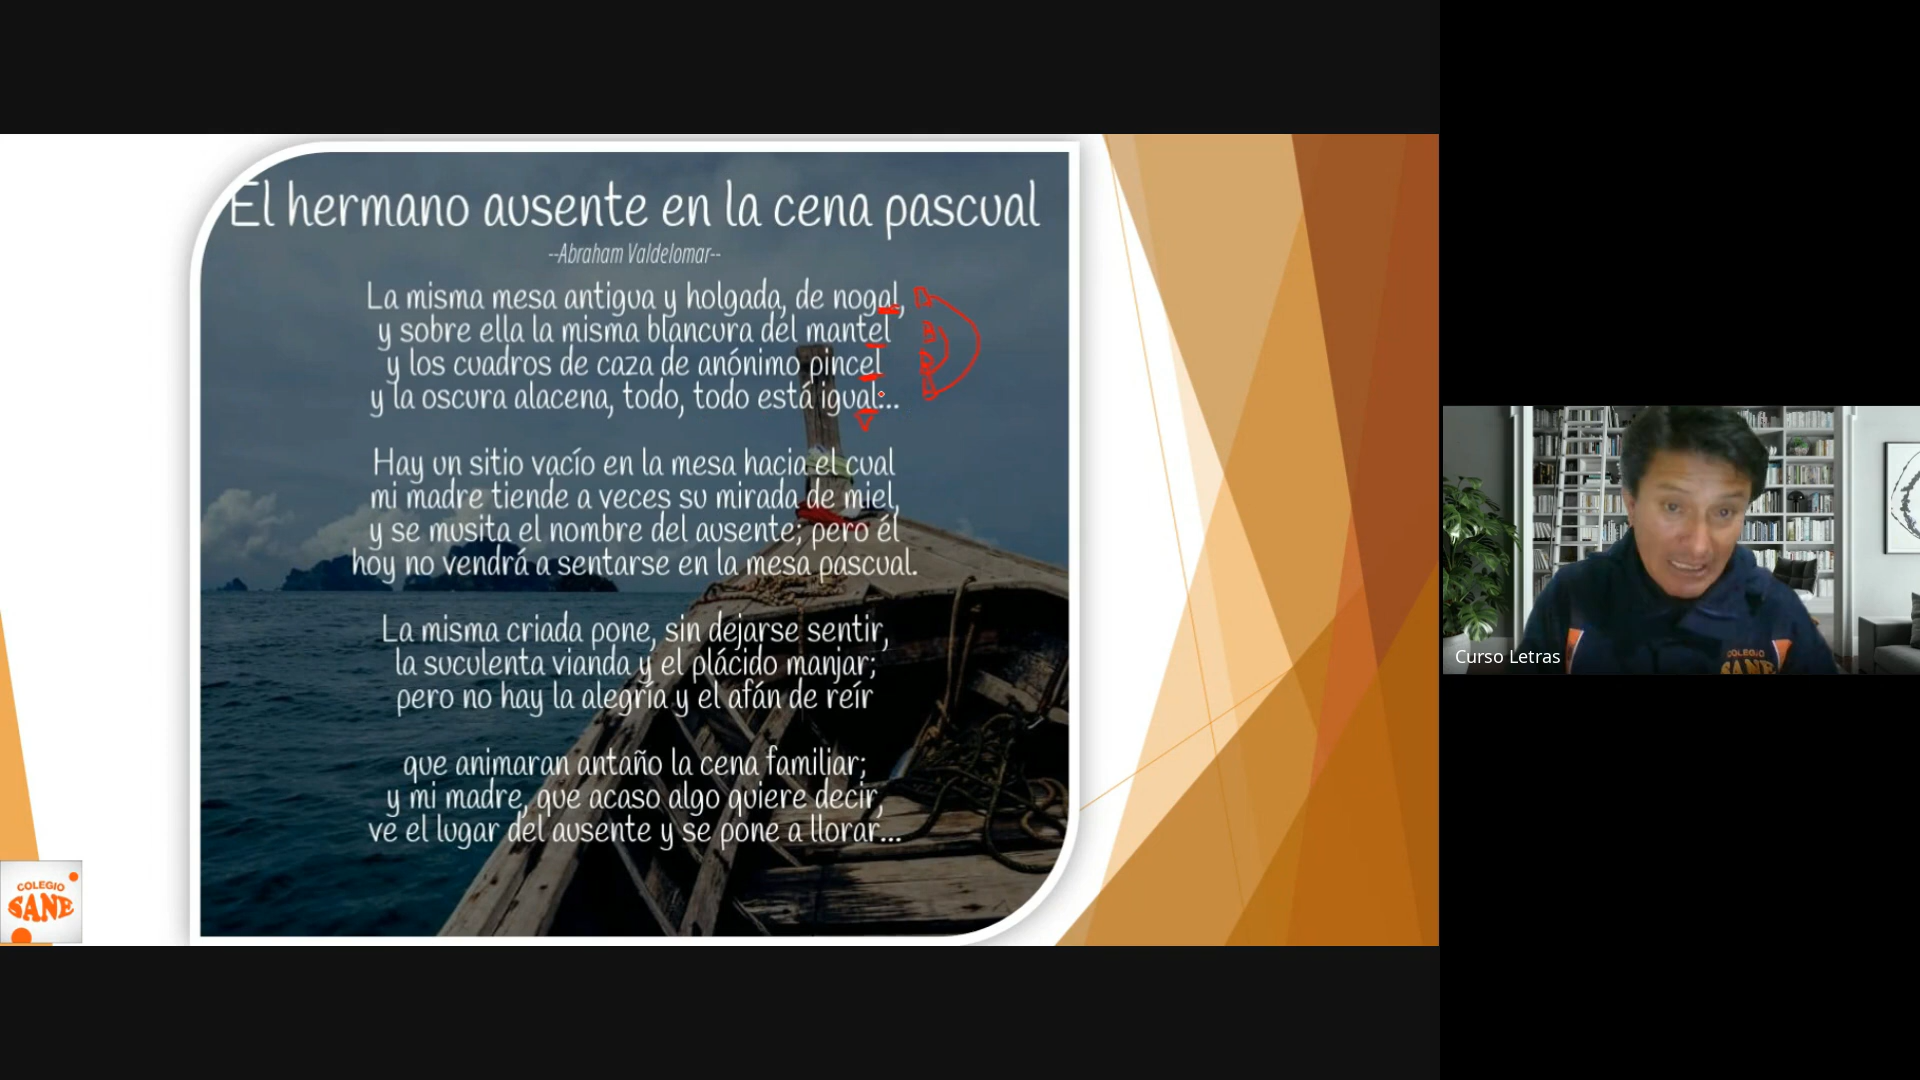 El hermano ausente en la cena pascual
--Abraham Valdelomar--
La misma mesa antigua y holgada, de nogal,
y sobre ella la misma blancura del mantel
y los cuadros de caza de anónimo pincel
y la oscura alacena, todo, todo está igual...
Hay un sitio vacío en la mesa hacia el cual
mi madre tiende a veces su mirada de miel,
y se musita el nombre del ausente; pero él
hoy no vendrá a sentarse en la mesa pascual.
La misma criada pone, sin dejarse sentir,
la suculenta vianda y el plácido manjar;
pero no hay la alegría y el afán de reír
que animaran antaño la cena familiar;
y mi madre, que acaso algo quiere decir,
ve el lugar del ausente y se pone a llorar...
COLEGIO
SANE
Curso Letras
COLEGIO
SANE